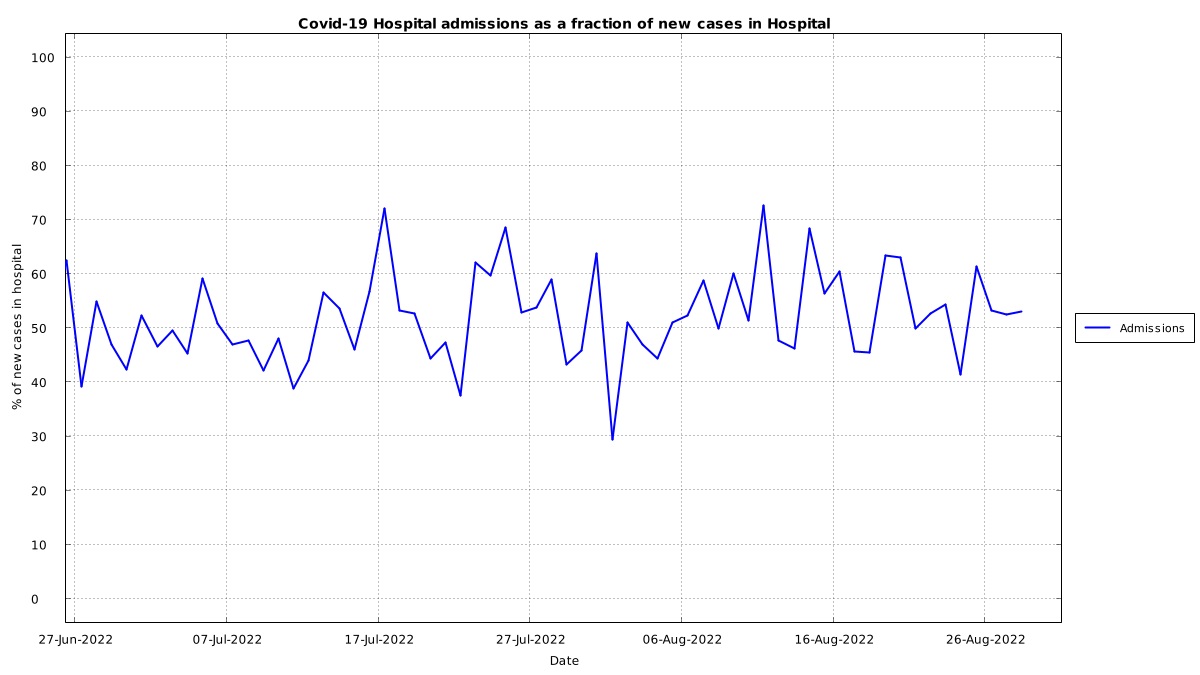 Covid-19 Hospital admissions as a fraction of new cases in Hospital
% of new cases in hospital
100
90
80
70
60
50
40
30
20
10
0
27-Jun-2022 07-Jul-2022 17-Jul-2022 27-Jul-2022 06-Aug-2022 16-Aug-2022 26-Aug-2022
Date
Admissions